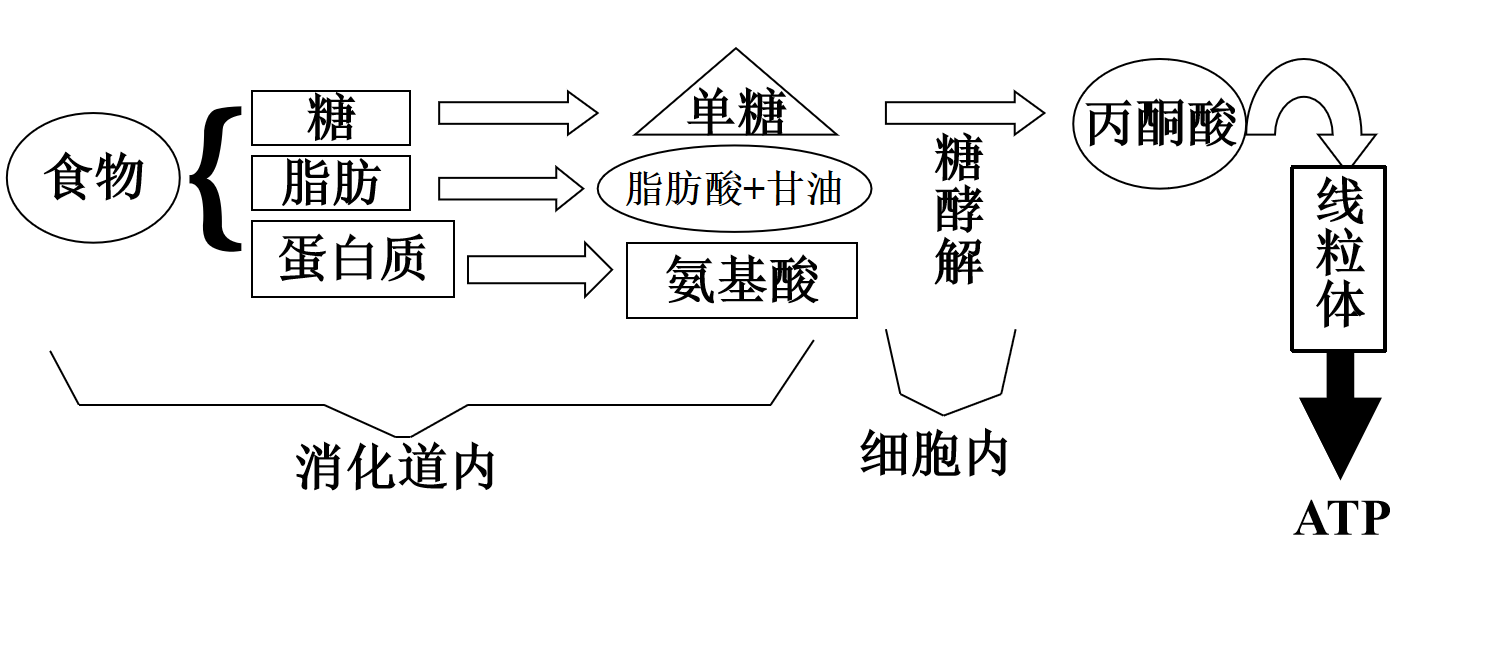 食物
糖
脂肪
蛋白质
单糖
脂肪酸+甘油
氨基酸
糖酵解
丙酮酸
线粒体
消化道内
细胞内
ATP